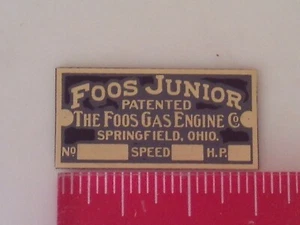 FOOS JUNIOR
PATENTED
THE FOOS GAS ENGINE CO
SPRINGFIELD, OHIO.
NO SPEED H.P.